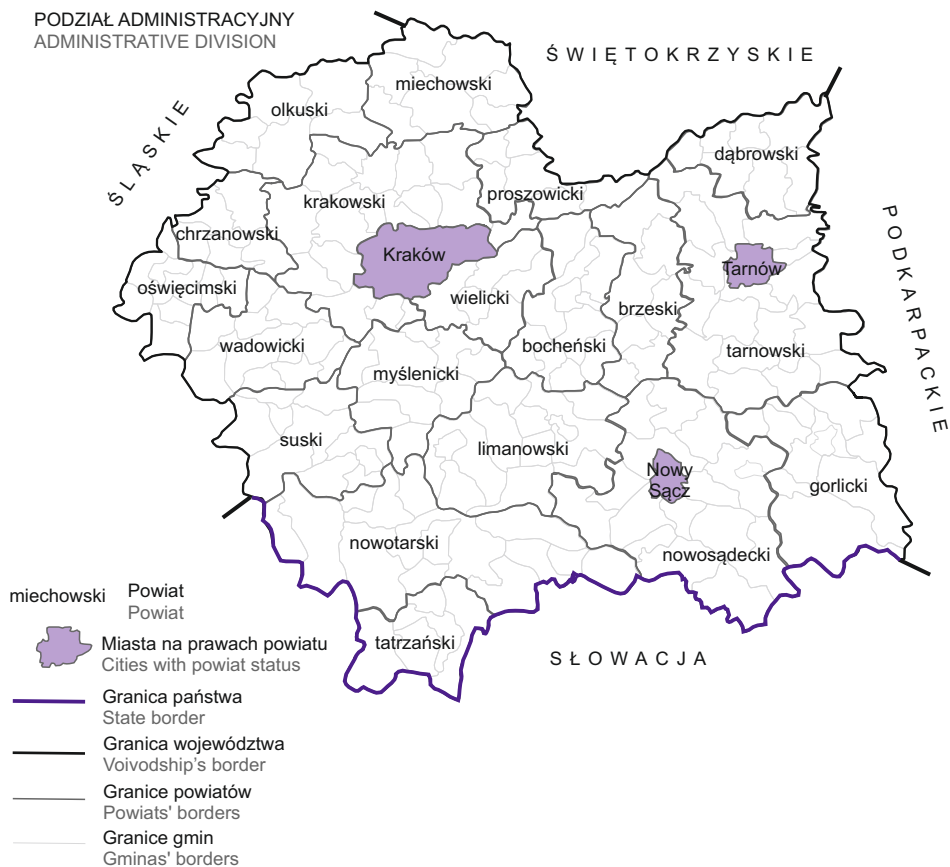 PODZIAŁ ADMINISTRACYJNY
ADMINISTRATIVE DIVISION
ŚWIĘTOKRZYSKIE
ŚLĄSKIE
PODKARPACKIE
miechowski
olkuski
dąbrowski
proszowicki
krakowski
chrzanowski
Kraków
Tarnów
oświęcimski
wielicki
brzeski
wadowicki
bocheński
tarnowski
myślenicki
suski
limanowski
Nowy
Sącz
gorlicki
nowotarski
nowosądecki
tatrzański
SŁOWACJA
miechowski Powiat
Powiat
Miasta na prawach powiatu
Cities with powiat status
Granica państwa
State border
Granica województwa
Voivodship's border
Granice powiatów
Powiats' borders
Granice gmin
Gminas' borders